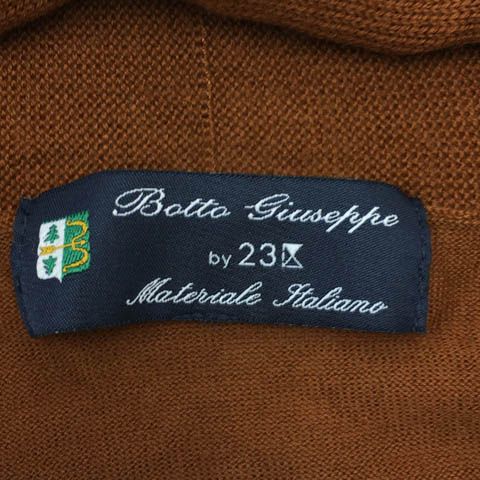 Botto Giuseppe
by 23区
Materiale Italiano